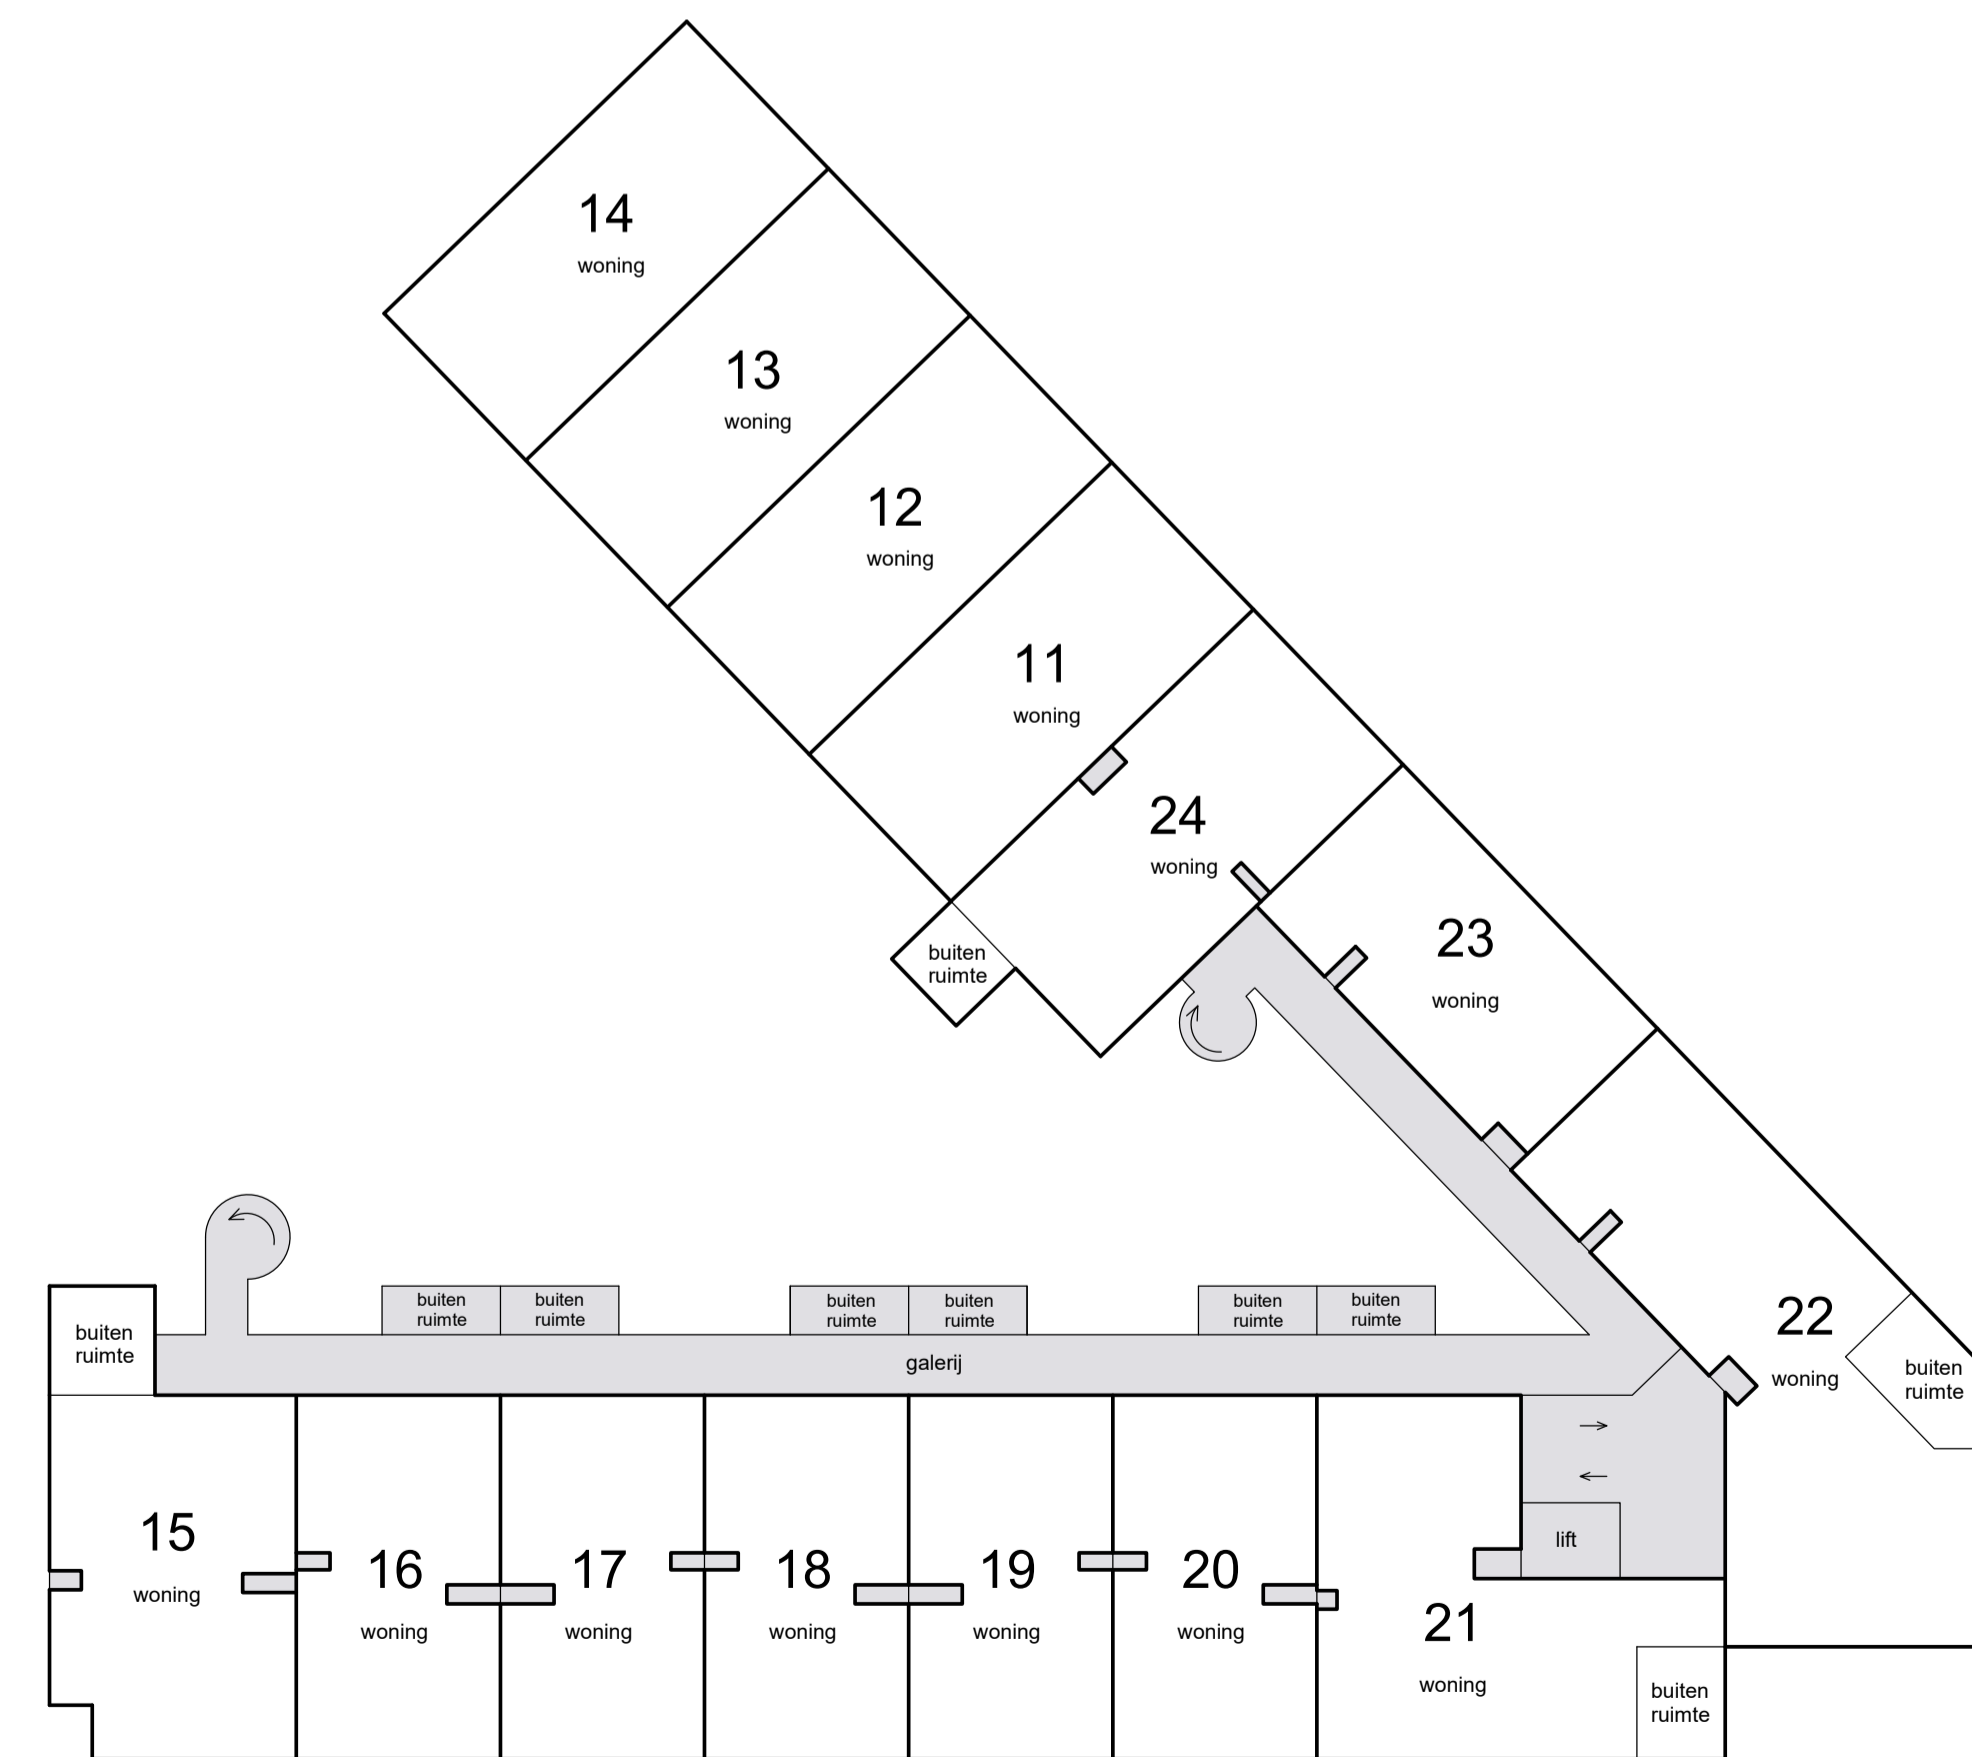 14
woning
13
woning
12
woning
11
woning
24
woning
23
woning
buiten
ruimte
22
woning
buiten
ruimte
buiten
ruimte
buiten
ruimte
buiten
ruimte
buiten
ruimte
buiten
ruimte
buiten
ruimte
buiten
ruimte
galerij
lift
15
woning
16
woning
17
woning
18
woning
19
woning
20
woning
21
woning
buiten
ruimte